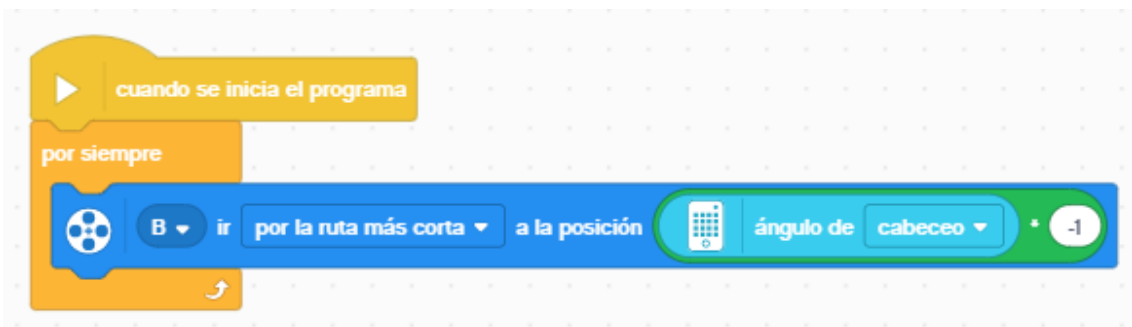 cuando se inicia el programa
por siempre
B ir por la ruta más corta a la posición ángulo de cabeceo * -1